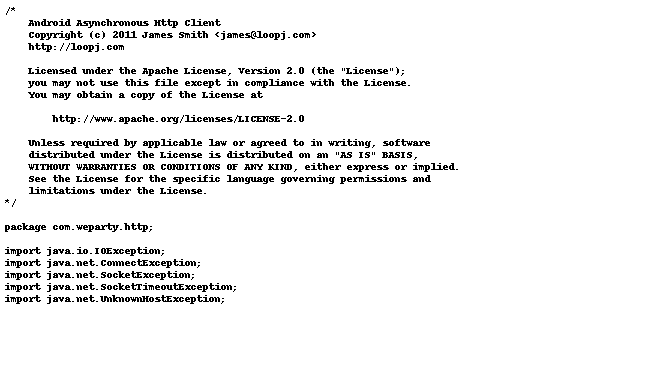 /*
    Android Asynchronous Http Client
    Copyright (c) 2011 James Smith <james@loopj.com>
    http://loopj.com

    Licensed under the Apache License, Version 2.0 (the "License");
    you may not use this file except in compliance with the License.
    You may obtain a copy of the License at

        http://www.apache.org/licenses/LICENSE-2.0

    Unless required by applicable law or agreed to in writing, software
    distributed under the License is distributed on an "AS IS" BASIS,
    WITHOUT WARRANTIES OR CONDITIONS OF ANY KIND, either express or implied.
    See the License for the specific language governing permissions and
    limitations under the License.
*/

package com.weparty.http;

import java.io.IOException;
import java.net.ConnectException;
import java.net.SocketException;
import java.net.SocketTimeoutException;
import java.net.UnknownHostException;